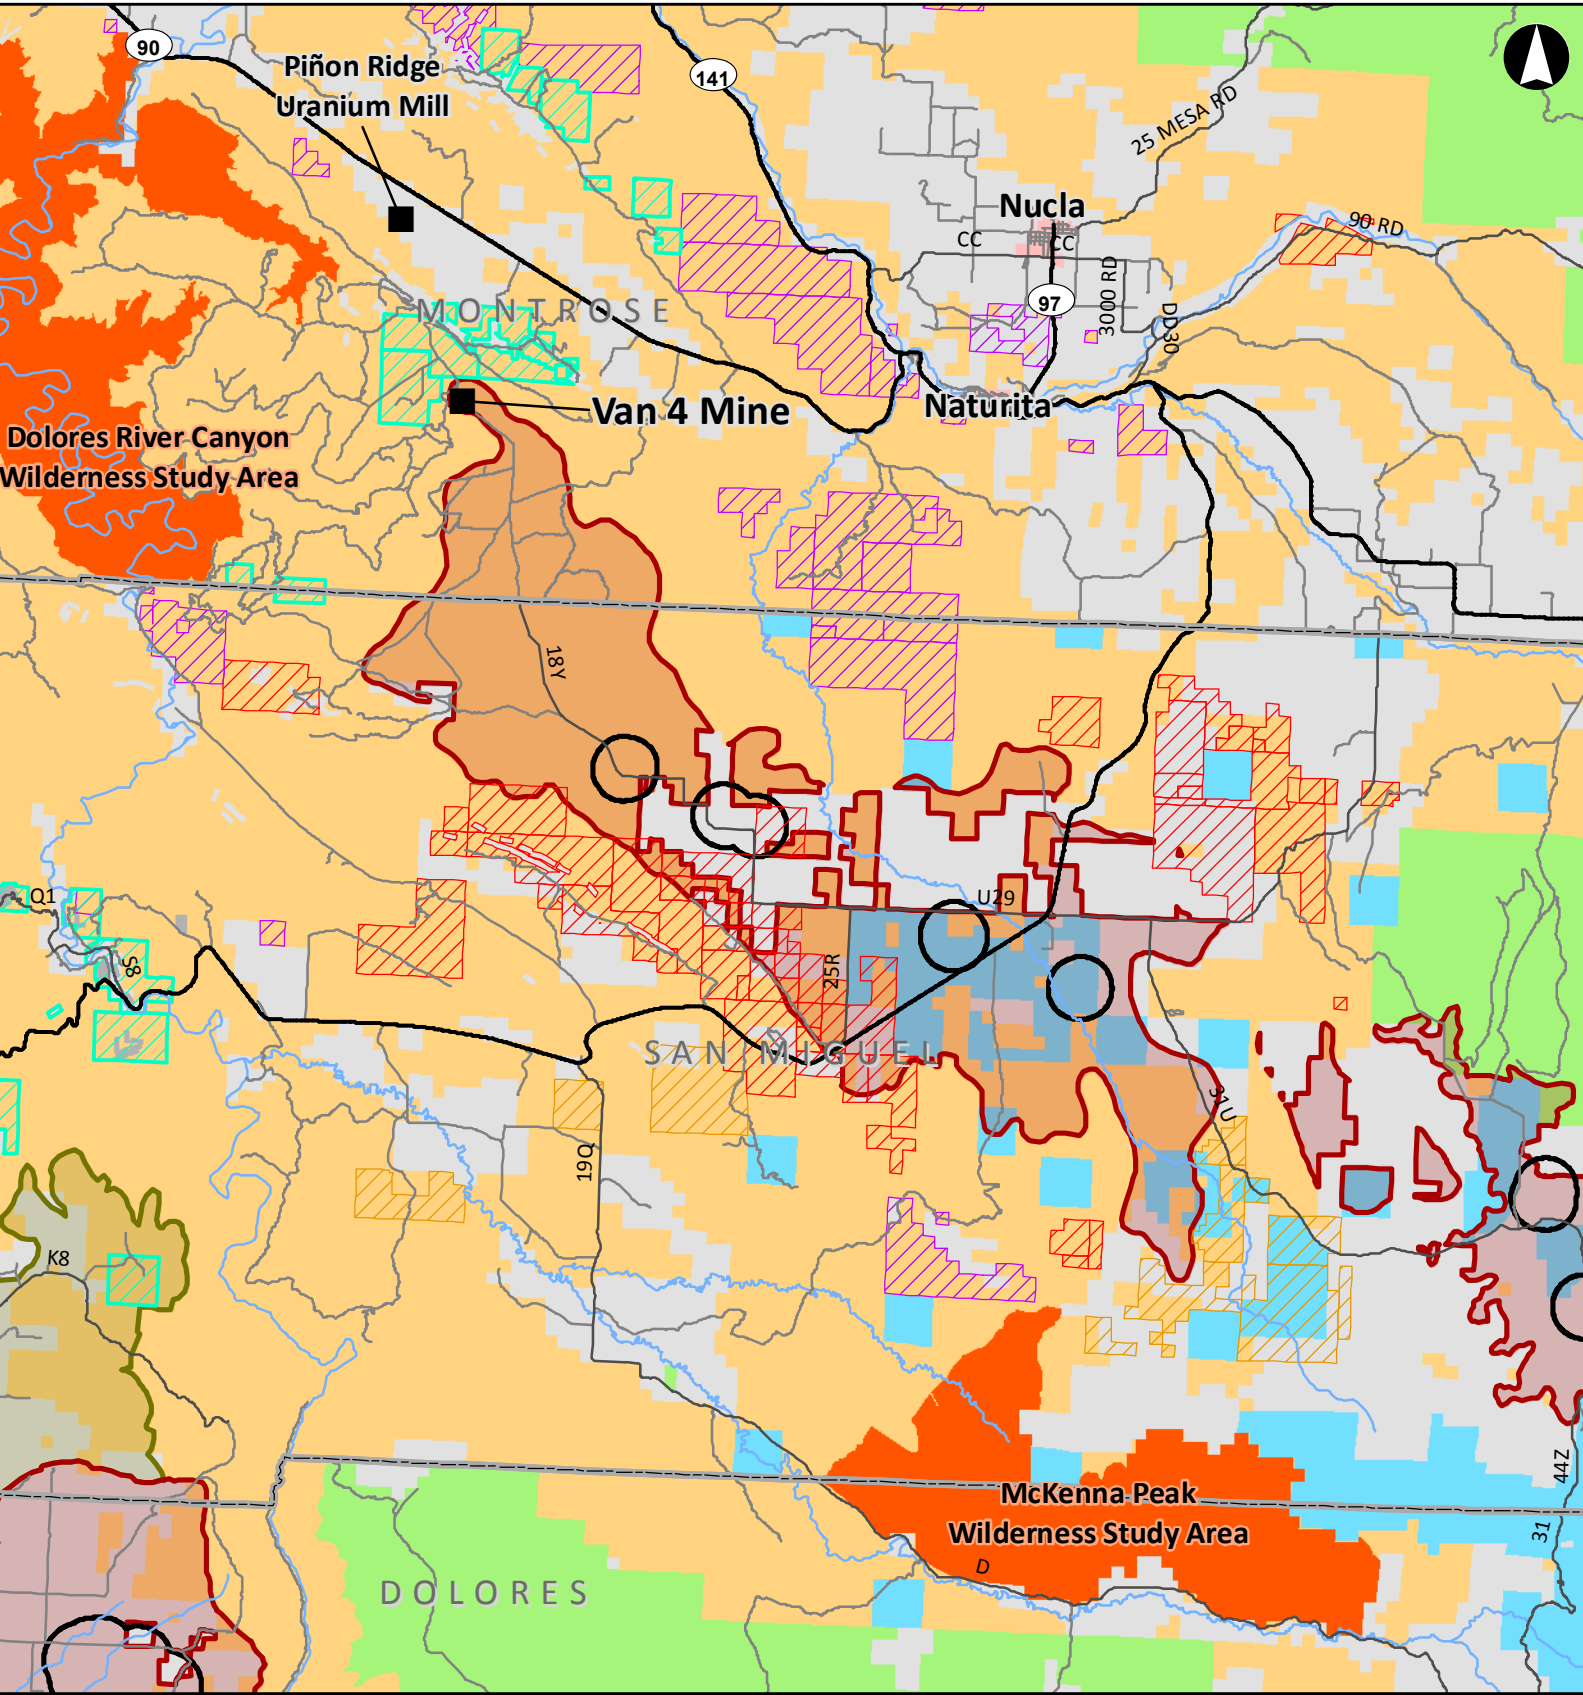 90
Piñon Ridge
Uranium Mill
141
25 MESA RD
Nucla
CC
CC
90 RD
97
3000 RD
DD30
MONTROSE
Van 4 Mine
Naturita
Dolores River Canyon
Wilderness Study Area
18Y
U29
Q1
S8
25R
SAN MIGUEL
31U
19Q
K8
McKenna Peak
Wilderness Study Area
44Z
31
D
DOLORES